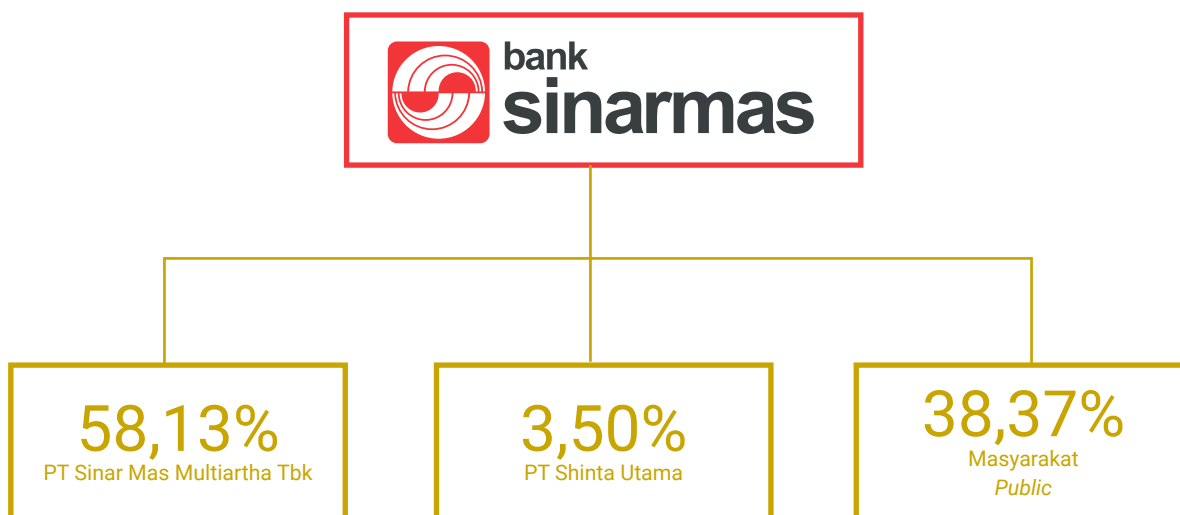 bank
sinarmas
58,13%
PT Sinar Mas Multiartha Tbk
3,50%
PT Shinta Utama
38,37%
Masyarakat
Public